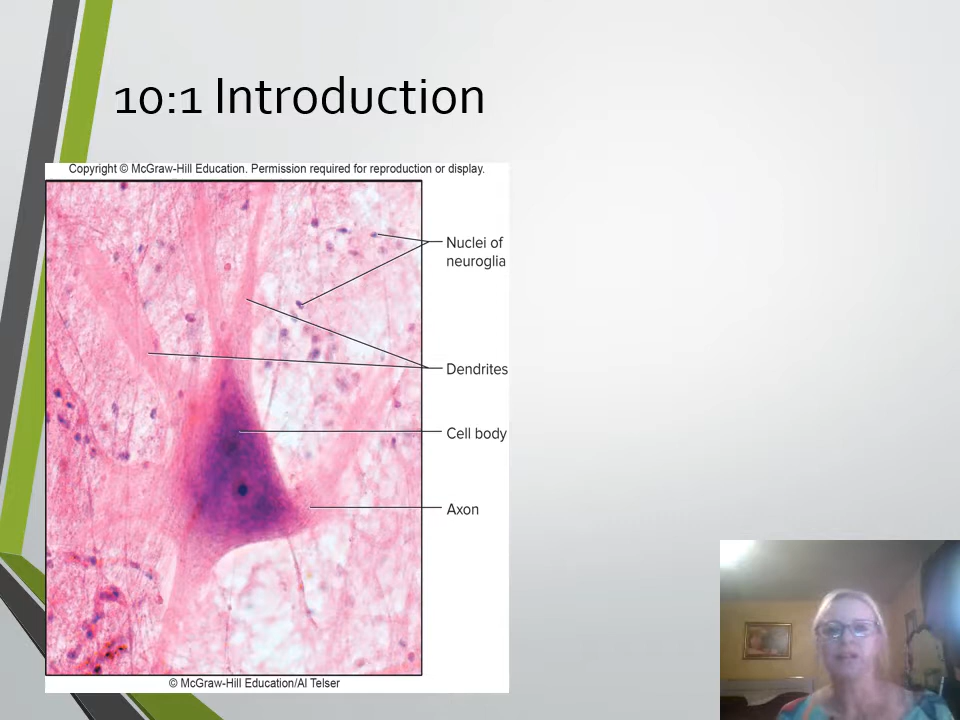 10:1 Introduction
Copyright © McGraw-Hill Education. Permission required for reproduction or display.
Nuclei of
neuroglia
Dendrites
Cell body
Axon
© McGraw-Hill Education/Al Telser